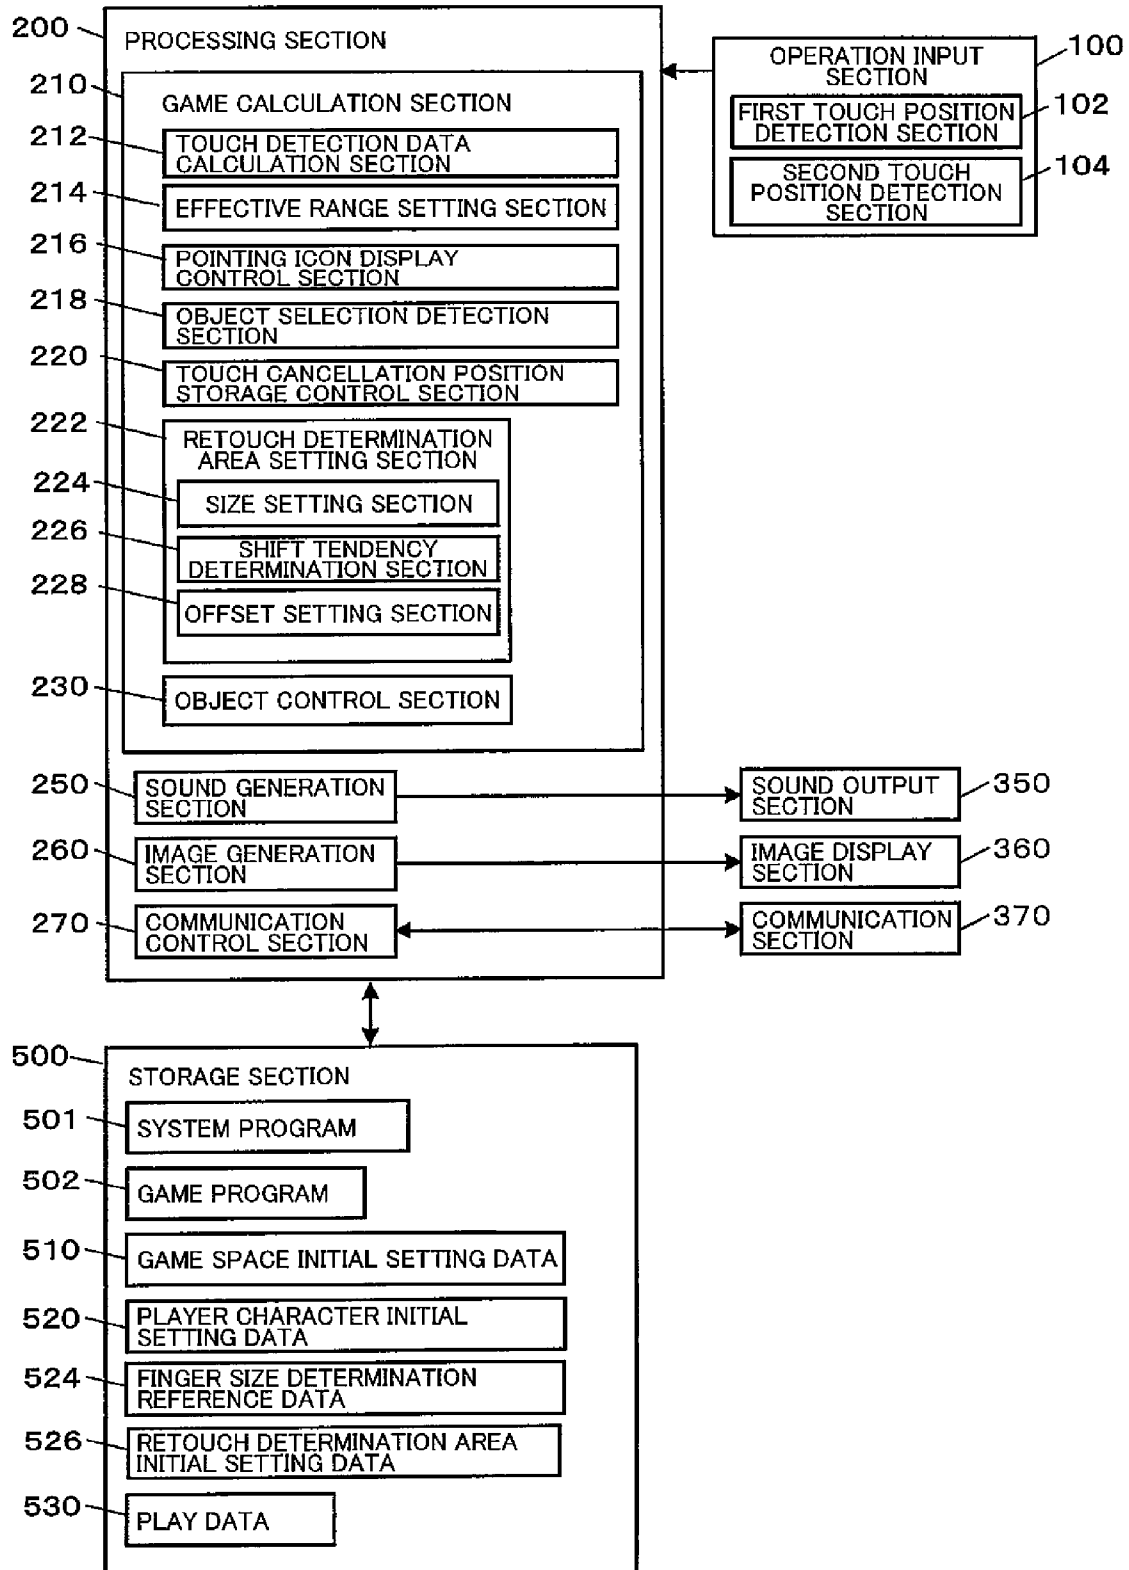 200
PROCESSING SECTION
210
GAME CALCULATION SECTION
212
TOUCH DETECTION DATA
CALCULATION SECTION
214
EFFECTIVE RANGE SETTING SECTION
216
POINTING ICON DISPLAY
CONTROL SECTION
218
OBJECT SELECTION DETECTION
SECTION
220
TOUCH CANCELLATION POSITION
STORAGE CONTROL SECTION
222
RETOUCH DETERMINATION
AREA SETTING SECTION
224
SIZE SETTING SECTION
226
SHIFT TENDENCY
DETERMINATION SECTION
228
OFFSET SETTING SECTION
230
OBJECT CONTROL SECTION
250
SOUND GENERATION
SECTION
260
IMAGE GENERATION
SECTION
270
COMMUNICATION
CONTROL SECTION
OPERATION INPUT
SECTION
100
FIRST TOUCH POSITION
DETECTION SECTION
102
SECOND TOUCH
POSITION DETECTION
SECTION
104
SOUND OUTPUT
SECTION
350
IMAGE DISPLAY
SECTION
360
COMMUNICATION
SECTION
370
500
STORAGE SECTION
501
SYSTEM PROGRAM
502
GAME PROGRAM
510
GAME SPACE INITIAL SETTING DATA
520
PLAYER CHARACTER INITIAL
SETTING DATA
524
FINGER SIZE DETERMINATION
REFERENCE DATA
526
RETOUCH DETERMINATION AREA
INITIAL SETTING DATA
530
PLAY DATA